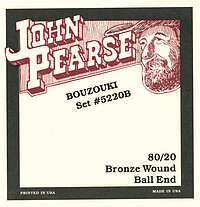 JOHN
PEARSE
BOUZOUKI
Set #5220B
80/20
Bronze Wound
Ball End
PRINTED IN USA
MADE IN USA